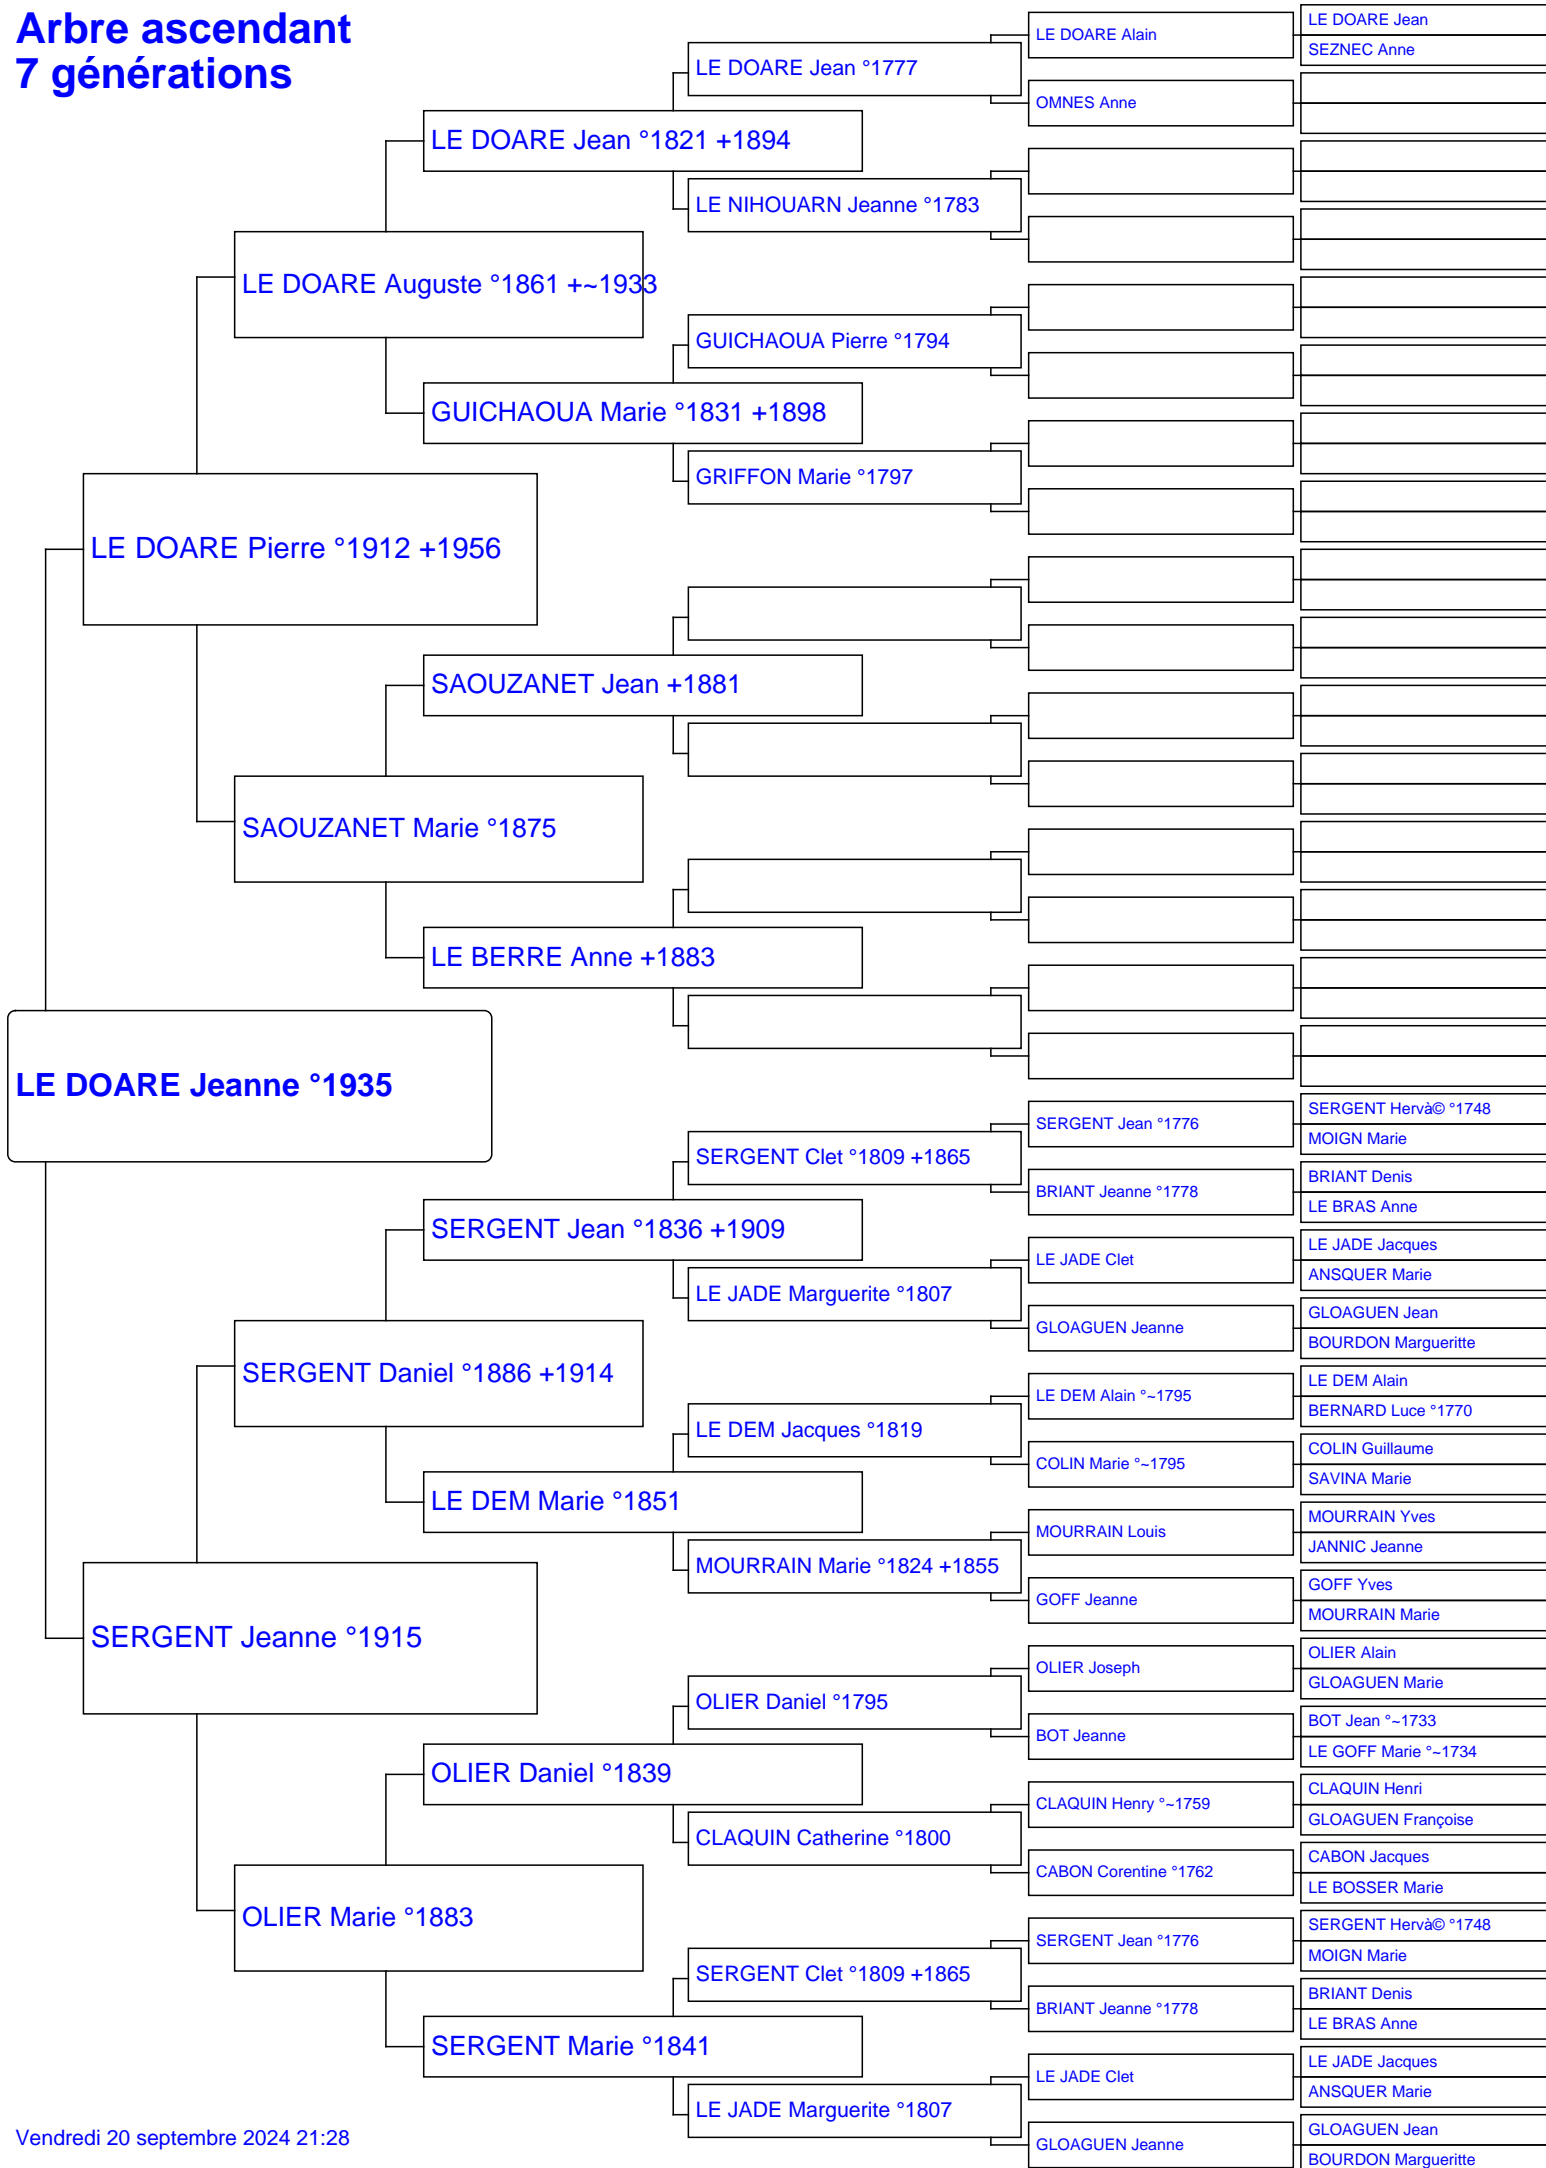 Arbre ascendant
7 générations
LE DOARE Jeanne °1935
LE DOARE Pierre °1912 +1956
SERGENT Jeanne °1915
LE DOARE Auguste °1861 +~1933
SAOUZANET Marie °1875
SERGENT Daniel °1886 +1914
OLIER Marie °1883
LE DOARE Jean °1821 +1894
GUICHAOUA Marie °1831 +1898
SAOUZANET Jean +1881
LE BERRE Anne +1883
SERGENT Jean °1836 +1909
LE DEM Marie °1851
OLIER Daniel °1839
SERGENT Marie °1841
LE DOARE Jean °1777
LE NIHOUARN Jeanne °1783
GUICHAOUA Pierre °1794
GRIFFON Marie °1797
SERGENT Clet °1809 +1865
LE JADE Marguerite °1807
LE DEM Jacques °1819
MOURRAIN Marie °1824 +1855
OLIER Daniel °1795
CLAQUIN Catherine °1800
SERGENT Clet °1809 +1865
LE JADE Marguerite °1807
LE DOARE Alain
OMNES Anne
SERGENT Jean °1776
BRIANT Jeanne °1778
LE JADE Clet
GLOAGUEN Jeanne
LE DEM Alain °~1795
COLIN Marie °~1795
MOURRAIN Louis
GOFF Jeanne
OLIER Joseph
BOT Jeanne
CLAQUIN Henry °~1759
CABON Corentine °1762
SERGENT Jean °1776
BRIANT Jeanne °1778
LE JADE Clet
GLOAGUEN Jeanne
LE DOARE Jean
SEZNEC Anne
SERGENT Hervà© °1748
MOIGN Marie
BRIANT Denis
LE BRAS Anne
LE JADE Jacques
ANSQUER Marie
GLOAGUEN Jean
BOURDON Margueritte
LE DEM Alain
BERNARD Luce °1770
COLIN Guillaume
SAVINA Marie
MOURRAIN Yves
JANNIC Jeanne
GOFF Yves
MOURRAIN Marie
OLIER Alain
GLOAGUEN Marie
BOT Jean °~1733
LE GOFF Marie °~1734
CLAQUIN Henri
GLOAGUEN Françoise
CABON Jacques
LE BOSSER Marie
SERGENT Hervà© °1748
MOIGN Marie
BRIANT Denis
LE BRAS Anne
LE JADE Jacques
ANSQUER Marie
GLOAGUEN Jean
BOURDON Margueritte
Vendredi 20 septembre 2024 21:28